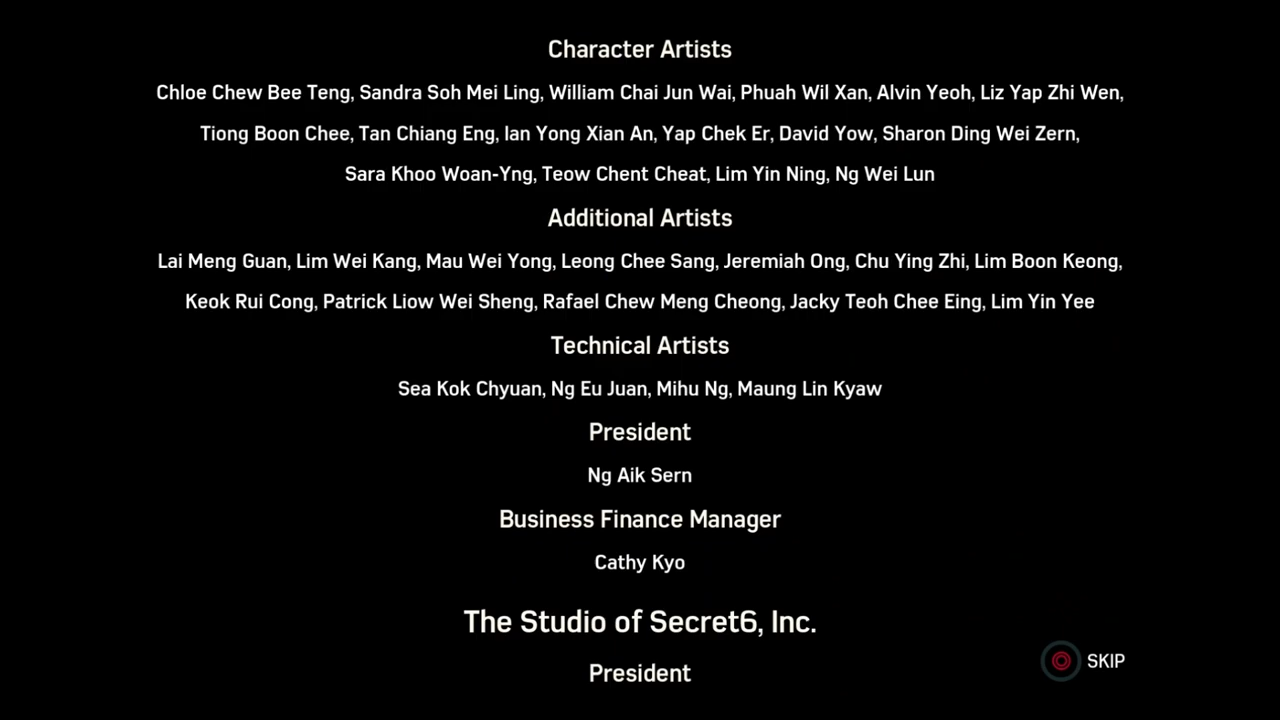 Character Artists
Chloe Chew Bee Teng, Sandra Soh Mei Ling, William Chai Jun Wai, Phuah Wil Xan, Alvin Yeoh, Liz Yap Zhi Wen,
Tiong Boon Chee, Tan Chiang Eng, Ian Yong Xian An, Yap Chek Er, David Yow, Sharon Ding Wei Zern,
Sara Khoo Woan-Yng, Teow Chent Cheat, Lim Yin Ning, Ng Wei Lun
Additional Artists
Lai Meng Guan, Lim Wei Kang, Mau Wei Yong, Leong Chee Sang, Jeremiah Ong, Chu Ying Zhi, Lim Boon Keong,
Keok Rui Cong, Patrick Liow Wei Sheng, Rafael Chew Meng Cheong, Jacky Teoh Chee Eing, Lim Yin Yee
Technical Artists
Sea Kok Chyuan, Ng Eu Juan, Mihu Ng, Maung Lin Kyaw
President
Ng Aik Sern
Business Finance Manager
Cathy Kyo
The Studio of Secret6, Inc.
SKIP
President